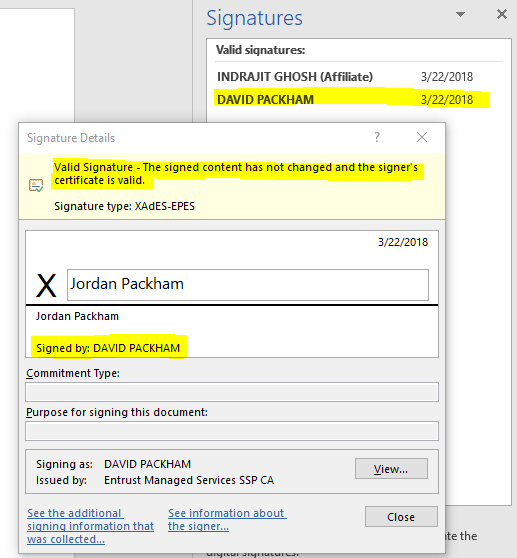 Signatures
Valid signatures:
INDRAJIT GHOSH (Affiliate) 3/22/2018
DAVID PACKHAM 3/22/2018
Signature Details
? 
Valid Signature - The signed content has not changed and the signer's
certificate is valid.
Signature type: XAdES-EPES
3/22/2018
X Jordan Packham
Jordan Packham
Signed by: DAVID PACKHAM
Commitment Type:
Purpose for signing this document:
Signing as: DAVID PACKHAM
Issued by: Entrust Managed Services SSP CA
View...
See the additional
signing information that
was collected...
See information about
the signer...
Close
ate the
digital signatures.